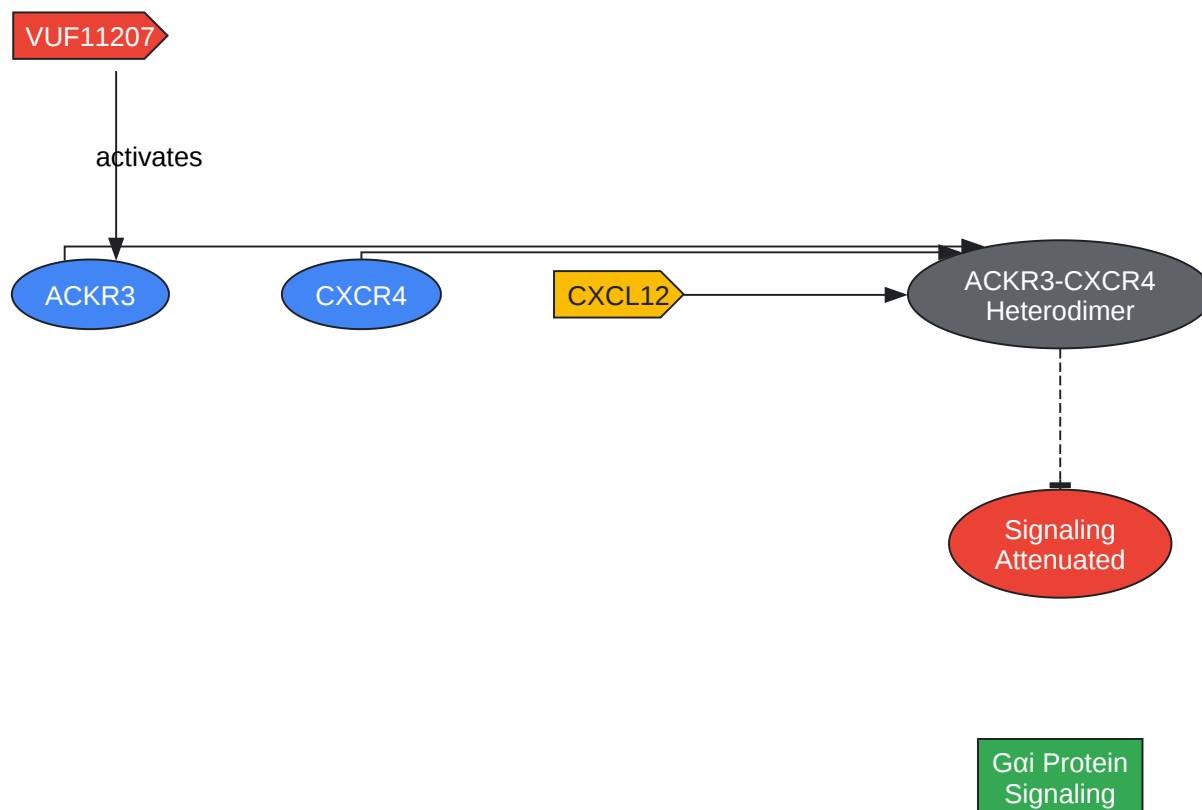 VUF11207
activates
ACKR3
CXCR4
CXCL12
ACKR3-CXCR4
Heterodimer
Signaling
Attenuated
Gαi Protein
Signaling